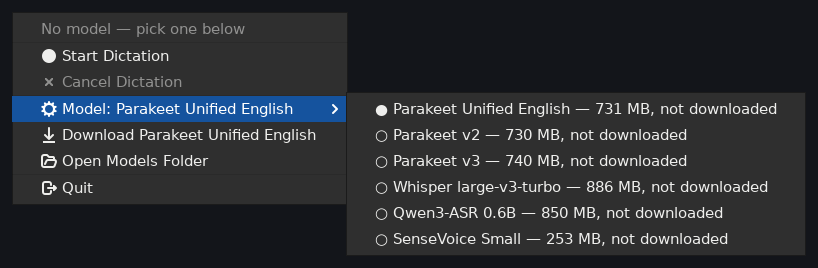 No model — pick one below
Start Dictation
Cancel Dictation
Model: Parakeet Unified English
Download Parakeet Unified English
Open Models Folder
Quit
Parakeet Unified English — 731 MB, not downloaded
Parakeet v2 — 730 MB, not downloaded
Parakeet v3 — 740 MB, not downloaded
Whisper large-v3-turbo — 886 MB, not downloaded
Qwen3-ASR 0.6B — 850 MB, not downloaded
SenseVoice Small — 253 MB, not downloaded